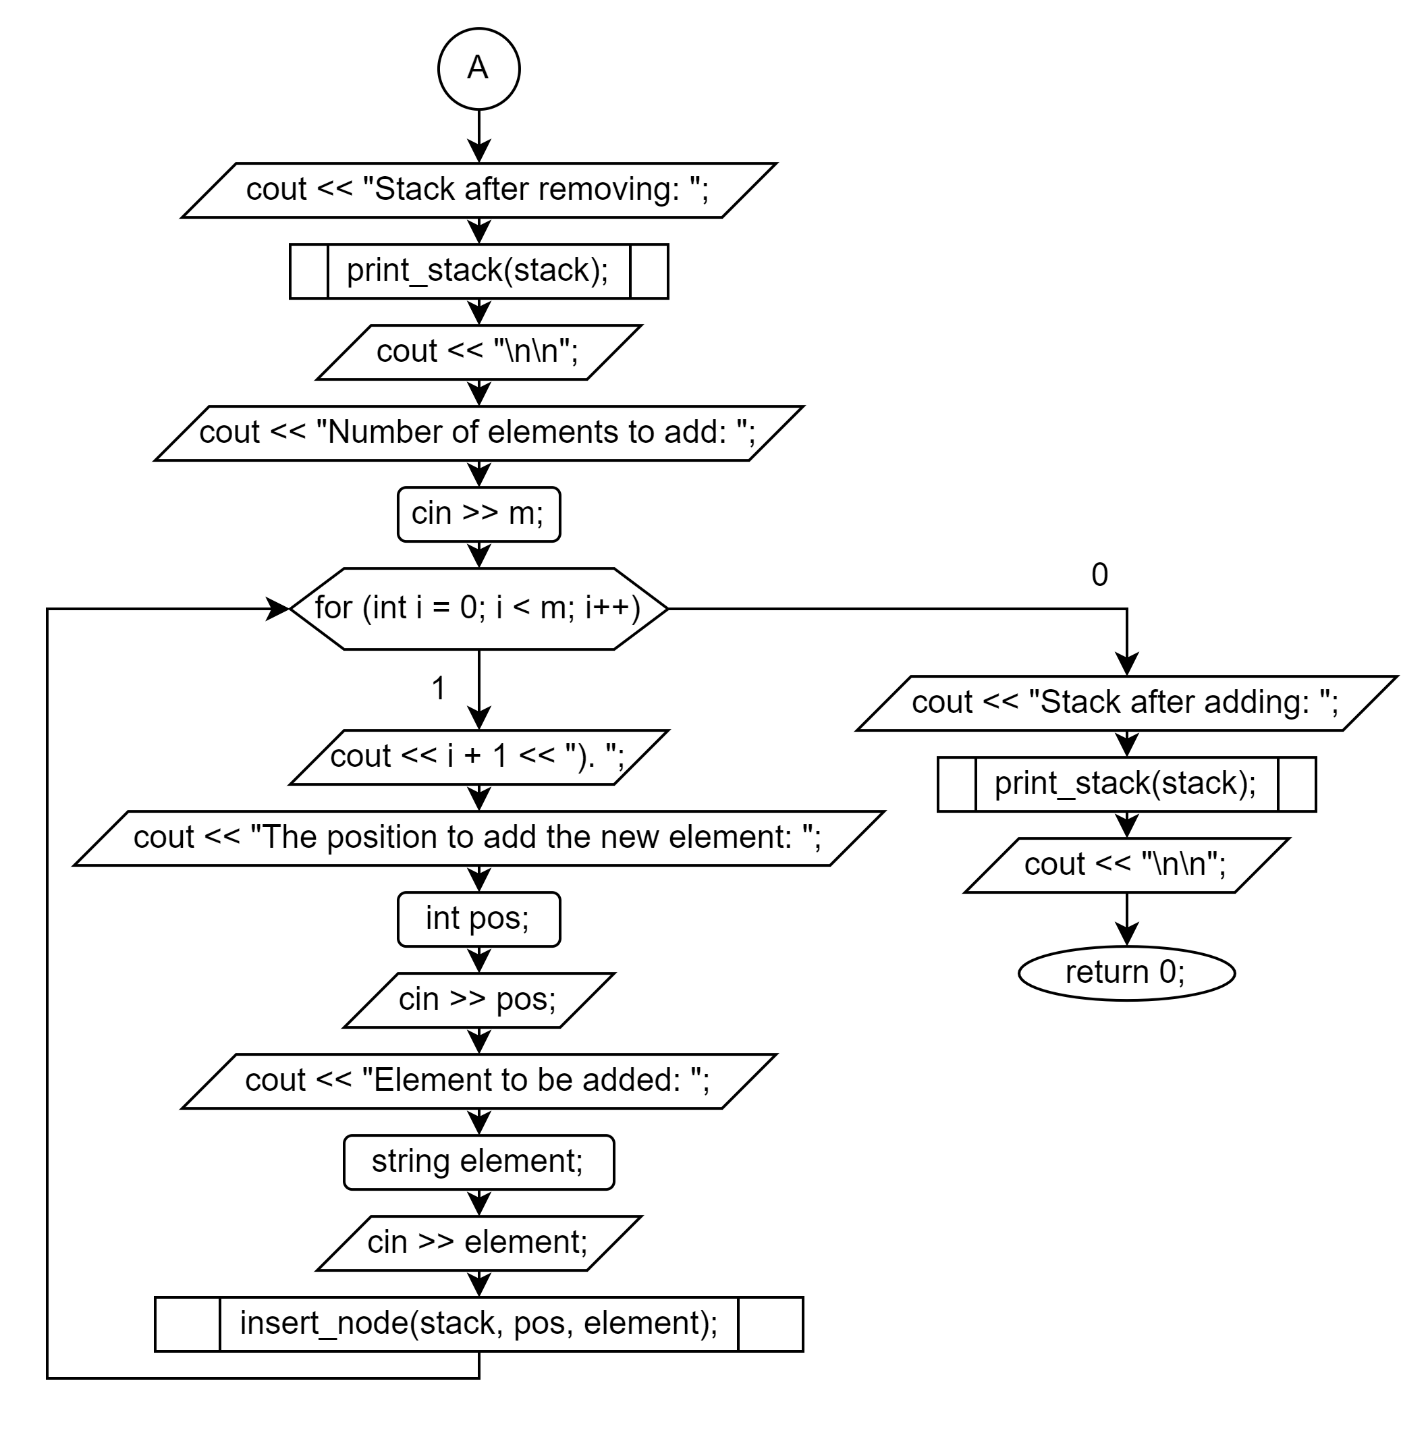 A
cout << "Stack after removing: ";
print_stack(stack);
cout << "\n\n";
cout << "Number of elements to add: ";
cin >> m;
for (int i = 0; i < m; i++)
0
1
cout << i + 1 << "). ";
cout << "The position to add the new element: ";
int pos;
cin >> pos;
cout << "Element to be added: ";
string element;
cin >> element;
insert_node(stack, pos, element);
cout << "Stack after adding: ";
print_stack(stack);
cout << "\n\n";
return 0;